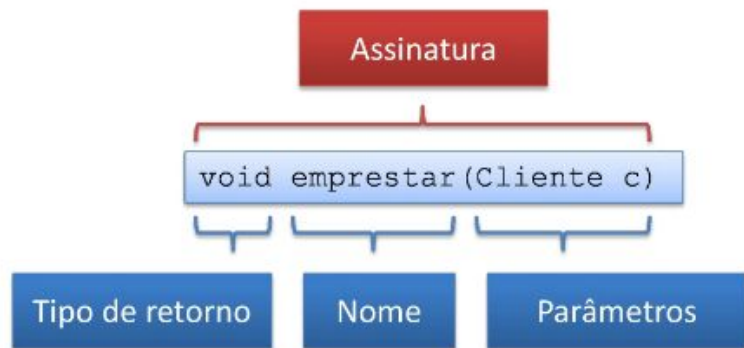 Assinatura
void emprestar(Cliente c)
Tipo de retorno
Nome
Parâmetros